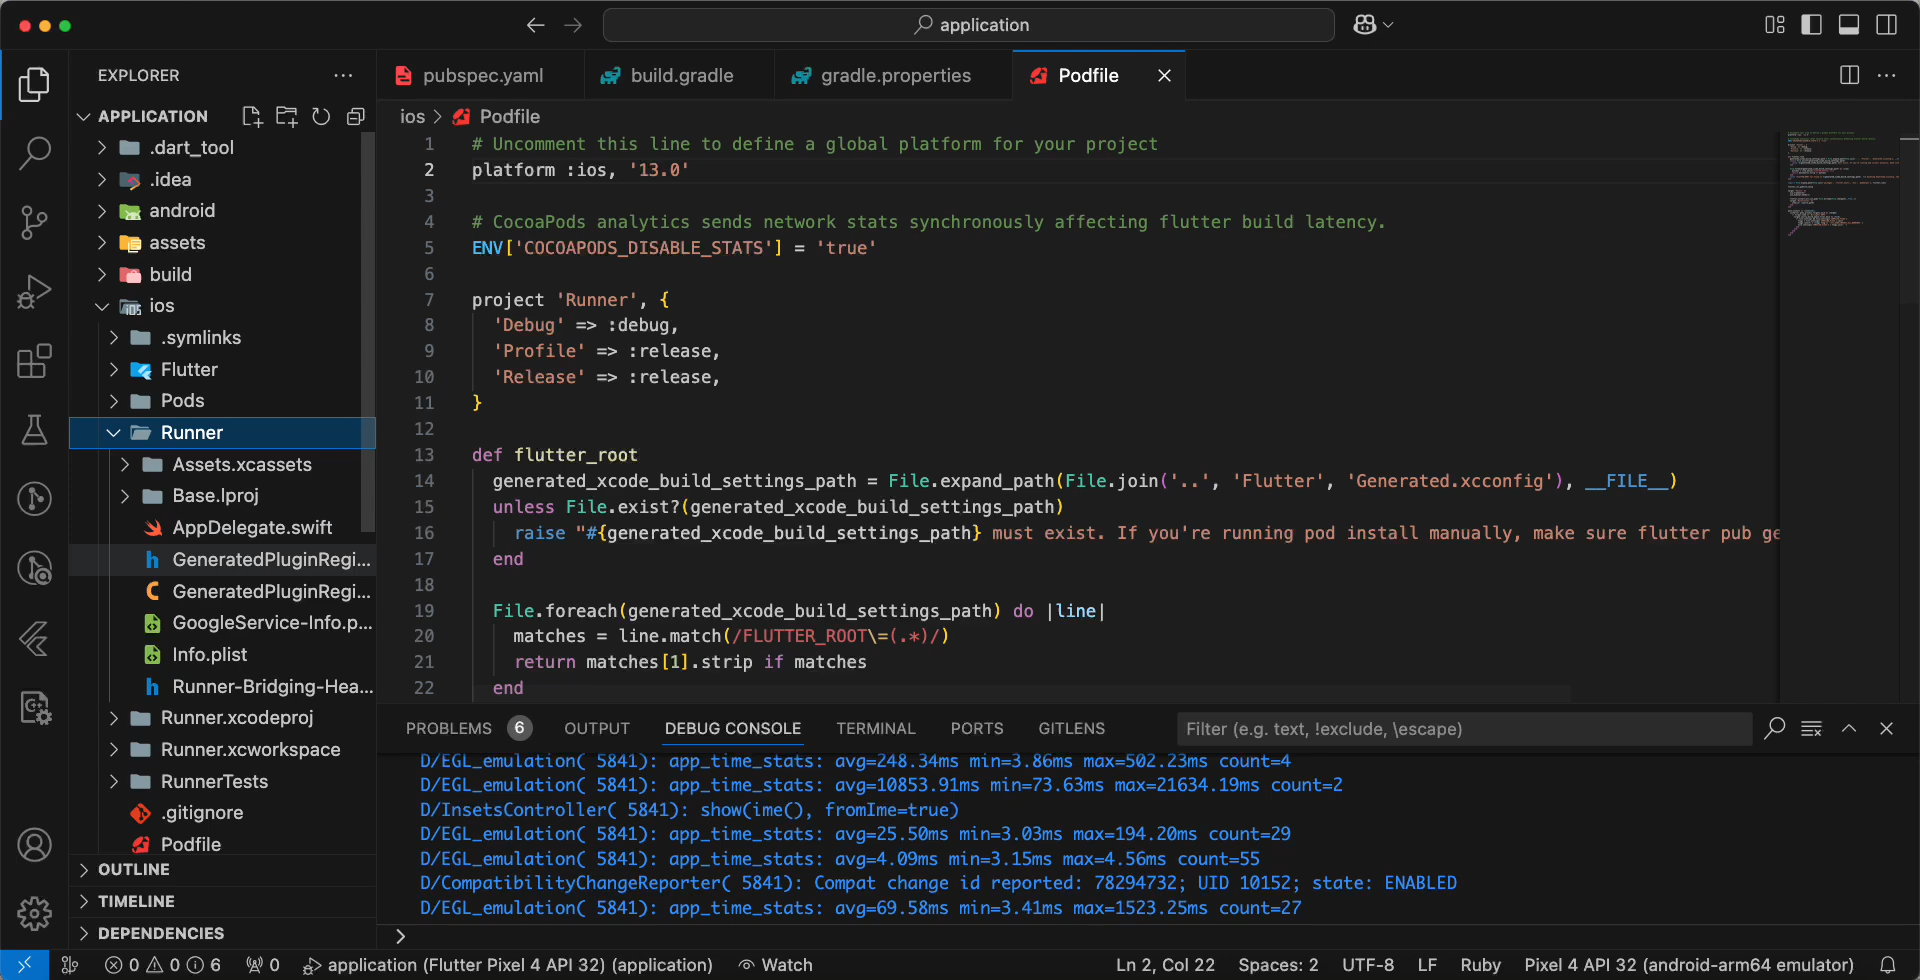 application
EXPLORER
APPLICATION
.dart_tool
.idea
android
assets
build
ios
.symlinks
Flutter
Pods
Runner
Assets.xcassets
Base.lproj
AppDelegate.swift
h GeneratedPluginRegi...
C GeneratedPluginRegi...
GoogleService-Info.p...
Info.plist
h Runner-Bridging-Hea...
Runner.xcodeproj
Runner.xcworkspace
RunnerTests
.gitignore
Podfile
OUTLINE
TIMELINE
DEPENDENCIES
pubspec.yaml build.gradle gradle.properties Podfile
ios > Podfile
1 # Uncomment this line to define a global platform for your project
2 platform :ios, '13.0'
3
4 # CocoaPods analytics sends network stats synchronously affecting flutter build latency.
5 ENV['COCOAPODS_DISABLE_STATS'] = 'true'
6
7 project 'Runner', {
8 'Debug' => :debug,
9 'Profile' => :release,
10 'Release' => :release,
11 }
12
13 def flutter_root
14 generated_xcode_build_settings_path = File.expand_path(File.join('..', 'Flutter', 'Generated.xcconfig'), __FILE__)
15 unless File.exist?(generated_xcode_build_settings_path)
16 raise "#{generated_xcode_build_settings_path} must exist. If you're running pod install manually, make sure flutter pub ge
17 end
18
19 File.foreach(generated_xcode_build_settings_path) do |line|
20 matches = line.match(/FLUTTER_ROOT\=(.*)/)
21 return matches[1].strip if matches
22 end
PROBLEMS 6 OUTPUT DEBUG CONSOLE TERMINAL PORTS GITLENS Filter (e.g. text, !exclude, \escape)
D/EGL_emulation( 5841): app_time_stats: avg=248.34ms min=3.86ms max=502.23ms count=4
D/EGL_emulation( 5841): app_time_stats: avg=10853.91ms min=73.63ms max=21634.19ms count=2
D/InsetsController( 5841): show(ime(), fromIme=true)
D/EGL_emulation( 5841): app_time_stats: avg=25.50ms min=3.03ms max=194.20ms count=29
D/EGL_emulation( 5841): app_time_stats: avg=4.09ms min=3.15ms max=4.56ms count=55
D/CompatibilityChangeReporter( 5841): Compat change id reported: 78294732; UID 10152; state: ENABLED
D/EGL_emulation( 5841): app_time_stats: avg=69.58ms min=3.41ms max=1523.25ms count=27
>
0 0 6 0 application (Flutter Pixel 4 API 32) (application) Watch Ln 2, Col 22 Spaces: 2 UTF-8 LF Ruby Pixel 4 API 32 (android-arm64 emulator)